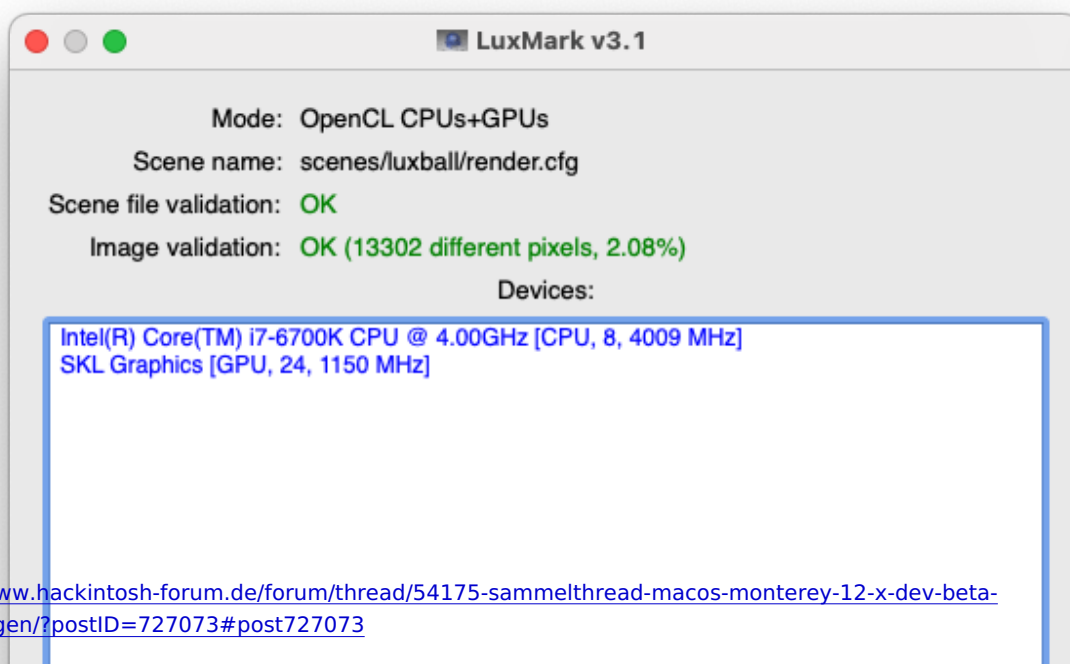 LuxMark v3.1
Mode: OpenCL CPUs+GPUs
Scene name: scenes/luxball/render.cfg
Scene file validation: OK
Image validation: OK (13302 different pixels, 2.08%)
Devices:
Intel(R) Core(TM) i7-6700K CPU @ 4.00GHz [CPU, 8, 4009 MHz]
SKL Graphics [GPU, 24, 1150 MHz]
ww.hackintosh-forum.de/forum/thread/54175-sammelthread-macos-monterey-12-x-dev-beta-
gen/?postID=727073#post727073